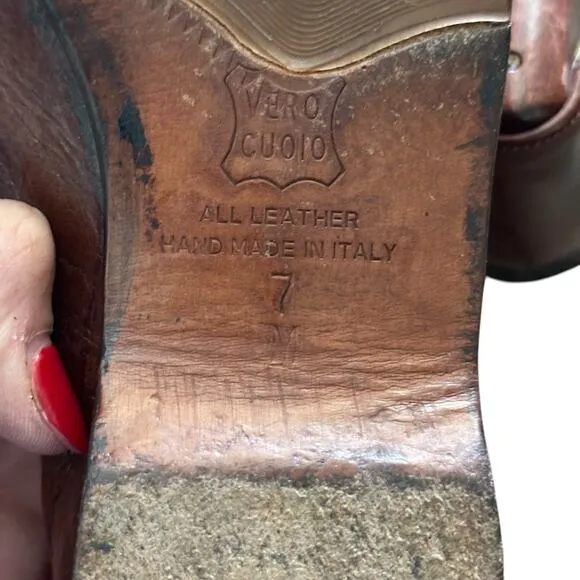 VERO
CUOIO
ALL LEATHER
HAND MADE IN ITALY
7